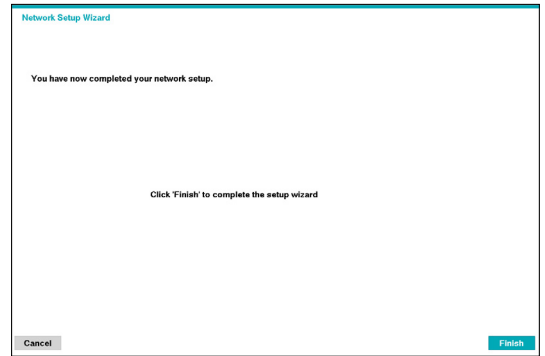 Network Setup Wizard
You have now completed your network setup.
Click 'Finish' to complete the setup wizard
Cancel
Finish